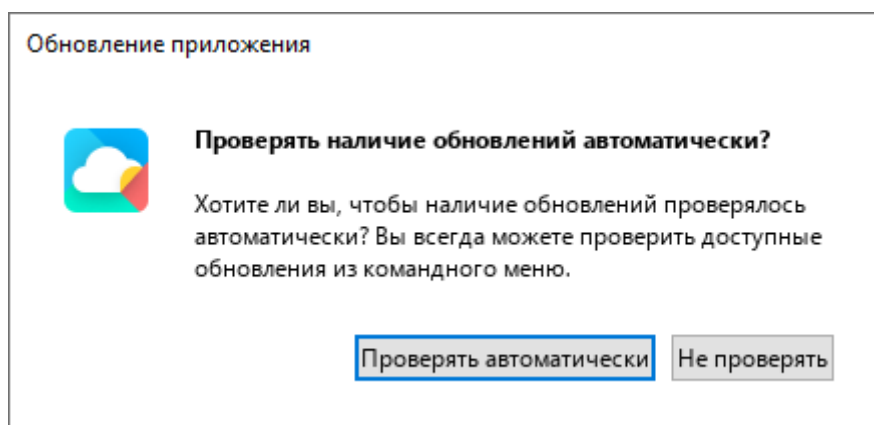 Обновление приложения
Проверять наличие обновлений автоматически?
Хотите ли вы, чтобы наличие обновлений проверялось
автоматически? Вы всегда можете проверить доступные
обновления из командного меню.
Проверять автоматически
Не проверять